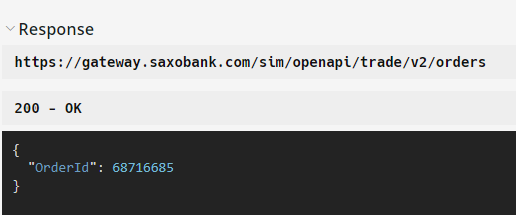 Response
https://gateway.saxobank.com/sim/openapi/trade/v2/orders
200 - OK
{
  "OrderId": 68716685
}